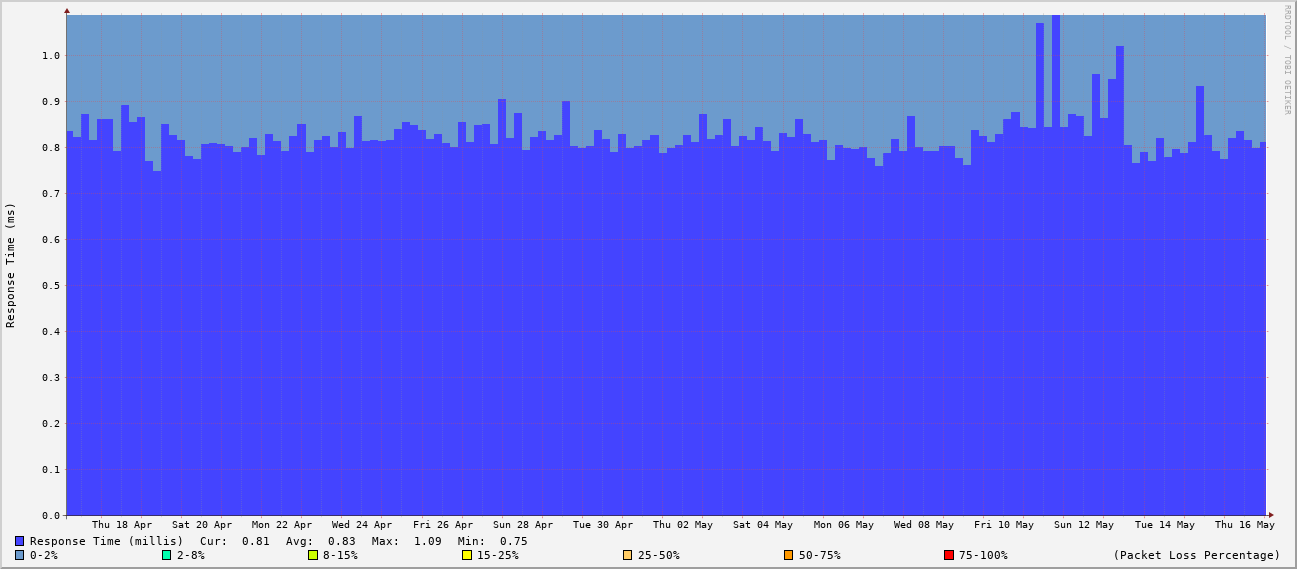 RRDTOOL / TOBI OETIKER
Response Time (ms)
1.0
0.9
0.8
0.7
0.6
0.5
0.4
0.3
0.2
0.1
0.0
Thu 18 Apr Sat 20 Apr Mon 22 Apr Wed 24 Apr Fri 26 Apr Sun 28 Apr Tue 30 Apr Thu 02 May Sat 04 May Mon 06 May Wed 08 May Fri 10 May Sun 12 May Tue 14 May Thu 16 May
Response Time (millis) Cur: 0.81 Avg: 0.83 Max: 1.09 Min: 0.75
0-2% 2-8% 8-15% 15-25% 25-50% 50-75% 75-100% (Packet Loss Percentage)